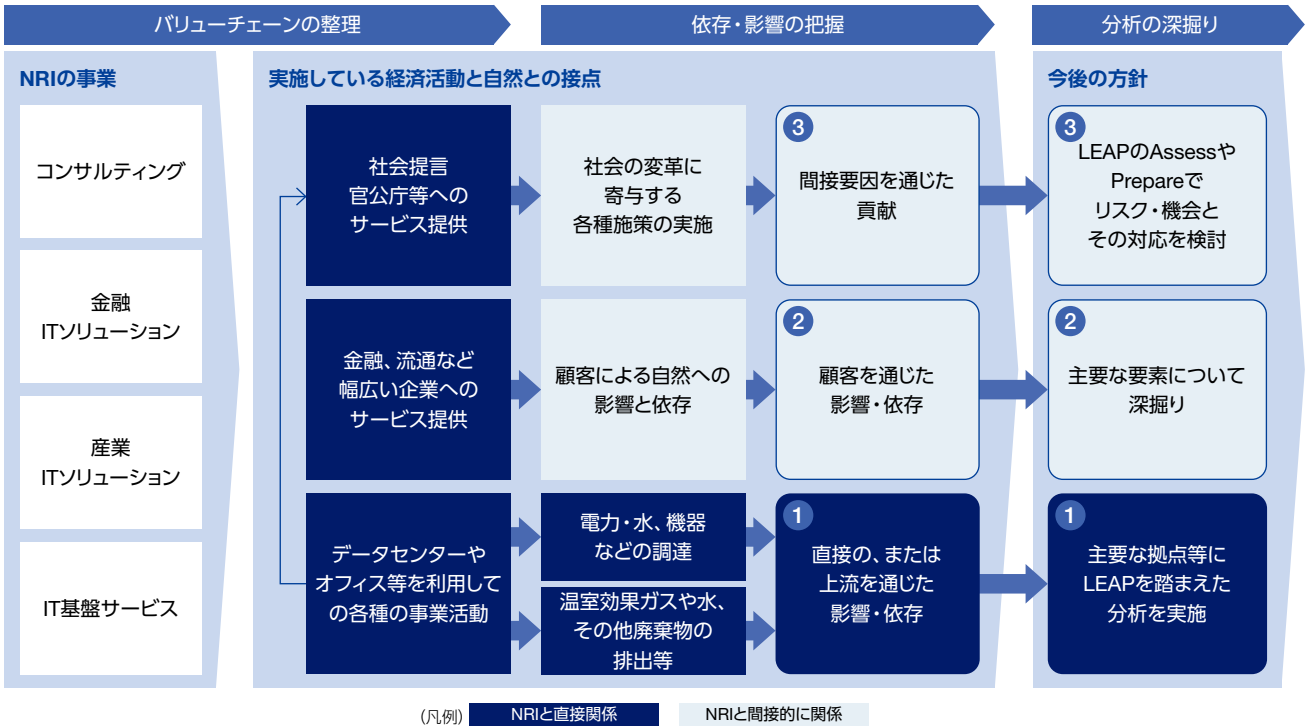 バリューチェーンの整理
依存・影響の把握
分析の深掘り
NRIの事業
コンサルティング
金融
ITソリューション
産業
ITソリューション
IT基盤サービス
実施している経済活動と自然との接点
社会提言
官公庁等への
サービス提供
社会の変革に
寄与する
各種施策の実施
3
間接要因を通じた
貢献
金融、流通など
幅広い企業への
サービス提供
顧客による自然への
影響と依存
2
顧客を通じた
影響・依存
データセンターや
オフィス等を利用して
の各種の事業活動
電力・水、機器
などの調達
温室効果ガスや水、
その他廃棄物の
排出等
1
直接の、または
上流を通じた
影響・依存
今後の方針
3
LEAPのAssessや
Prepareで
リスク・機会と
その対応を検討
2
主要な要素について
深掘り
1
主要な拠点等に
LEAPを踏まえた
分析を実施
(凡例)
NRIと直接関係
NRIと間接的に関係